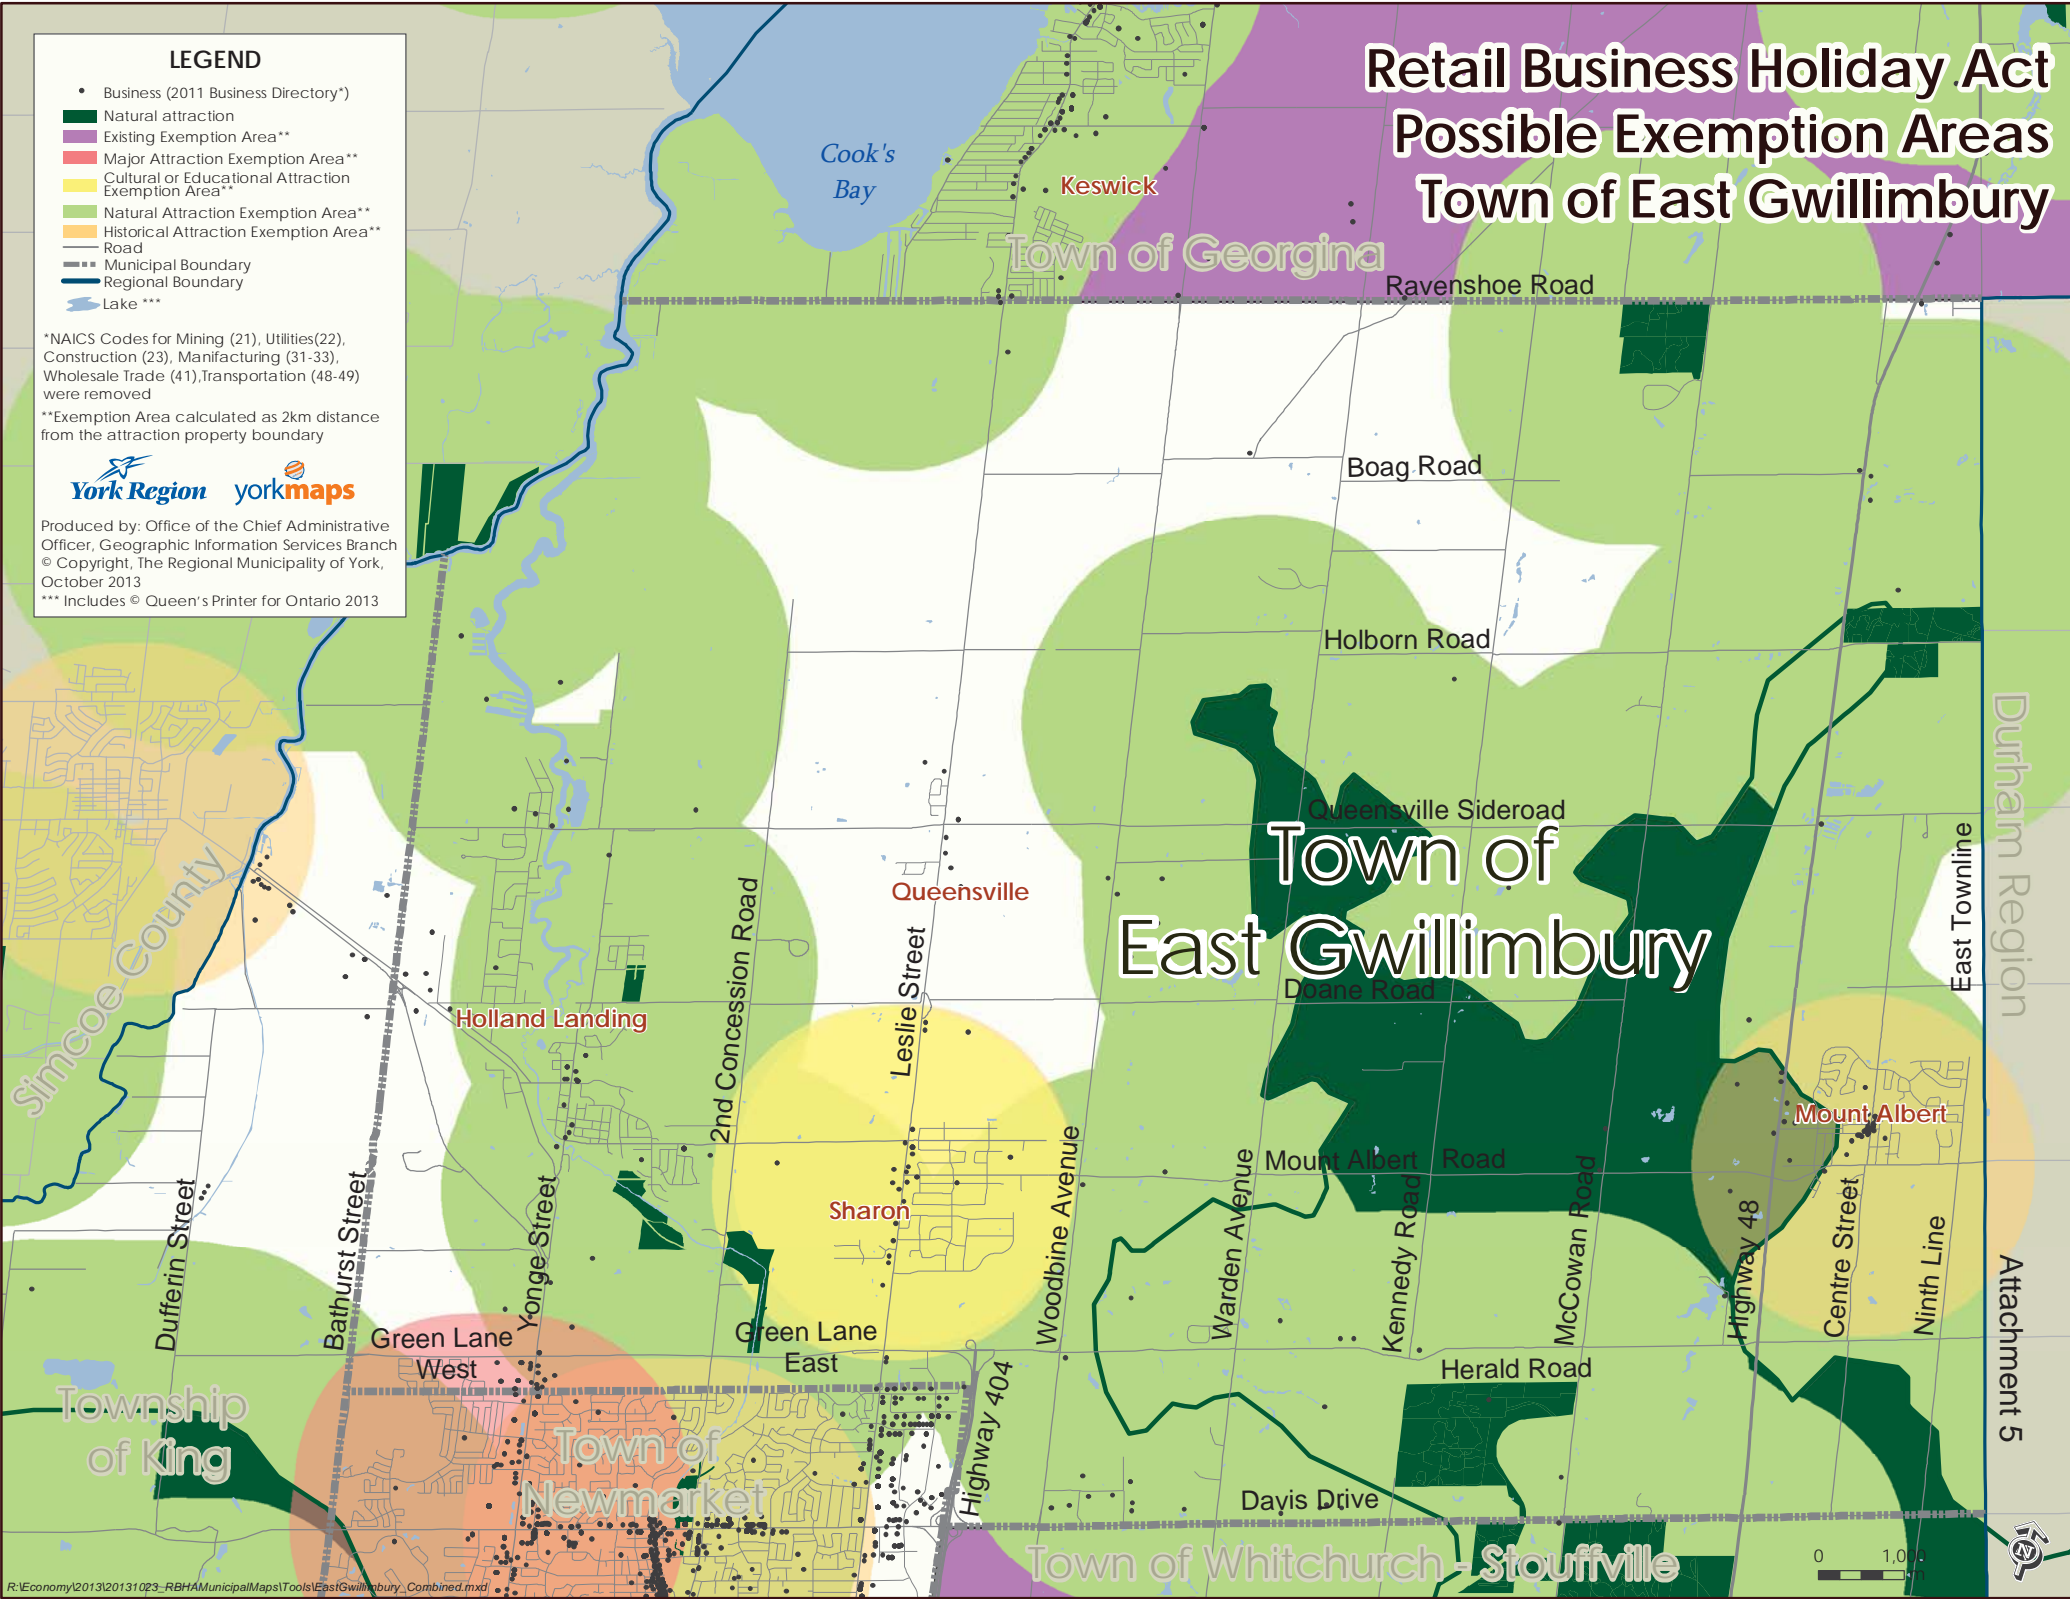 LEGEND
Business (2011 Business Directory*)
Natural attraction
Existing Exemption Area**
Major Attraction Exemption Area**
Cultural or Educational Attraction
Exemption Area**
Natural Attraction Exemption Area**
Historical Attraction Exemption Area**
Road
Municipal Boundary
Regional Boundary
Lake ***
*NAICS Codes for Mining (21), Utilities(22),
Construction (23), Manifacturing (31-33),
Wholesale Trade (41),Transportation (48-49)
were removed
**Exemption Area calculated as 2km distance
from the attraction property boundary
York Region
yorkmaps
Produced by: Office of the Chief Administrative
Officer, Geographic Information Services Branch
© Copyright, The Regional Municipality of York,
October 2013
*** Includes © Queen's Printer for Ontario 2013
Retail Business Holiday Act
Possible Exemption Areas
Town of East Gwillimbury
Cook's
Bay
Keswick
Town of Georgina
Ravenshoe Road
Boag Road
Holborn Road
Queensville Sideroad
Town of
East Gwillimbury
Queensville
Doane Road
Durham Region
East Townline
Simcoe County
Holland Landing
2nd Concession Road
Leslie Street
Mount Albert
Mount Albert Road
Sharon
Dufferin Street
Bathurst Street
Yonge Street
Woodbine Avenue
Warden Avenue
Kennedy Road
McCowan Road
Highway 48
Centre Street
Ninth Line
Attachment 5
Green Lane
West
Green Lane
East
Herald Road
Highway 404
Township
of King
Town of
Newmarket
Davis Drive
Town of Whitchurch - Stouffville
0 1,000
m
N
R:\Economy\2013\20131023_RBHAMunicipalMaps\Tools\EastGwillimbury_Combined.mxd